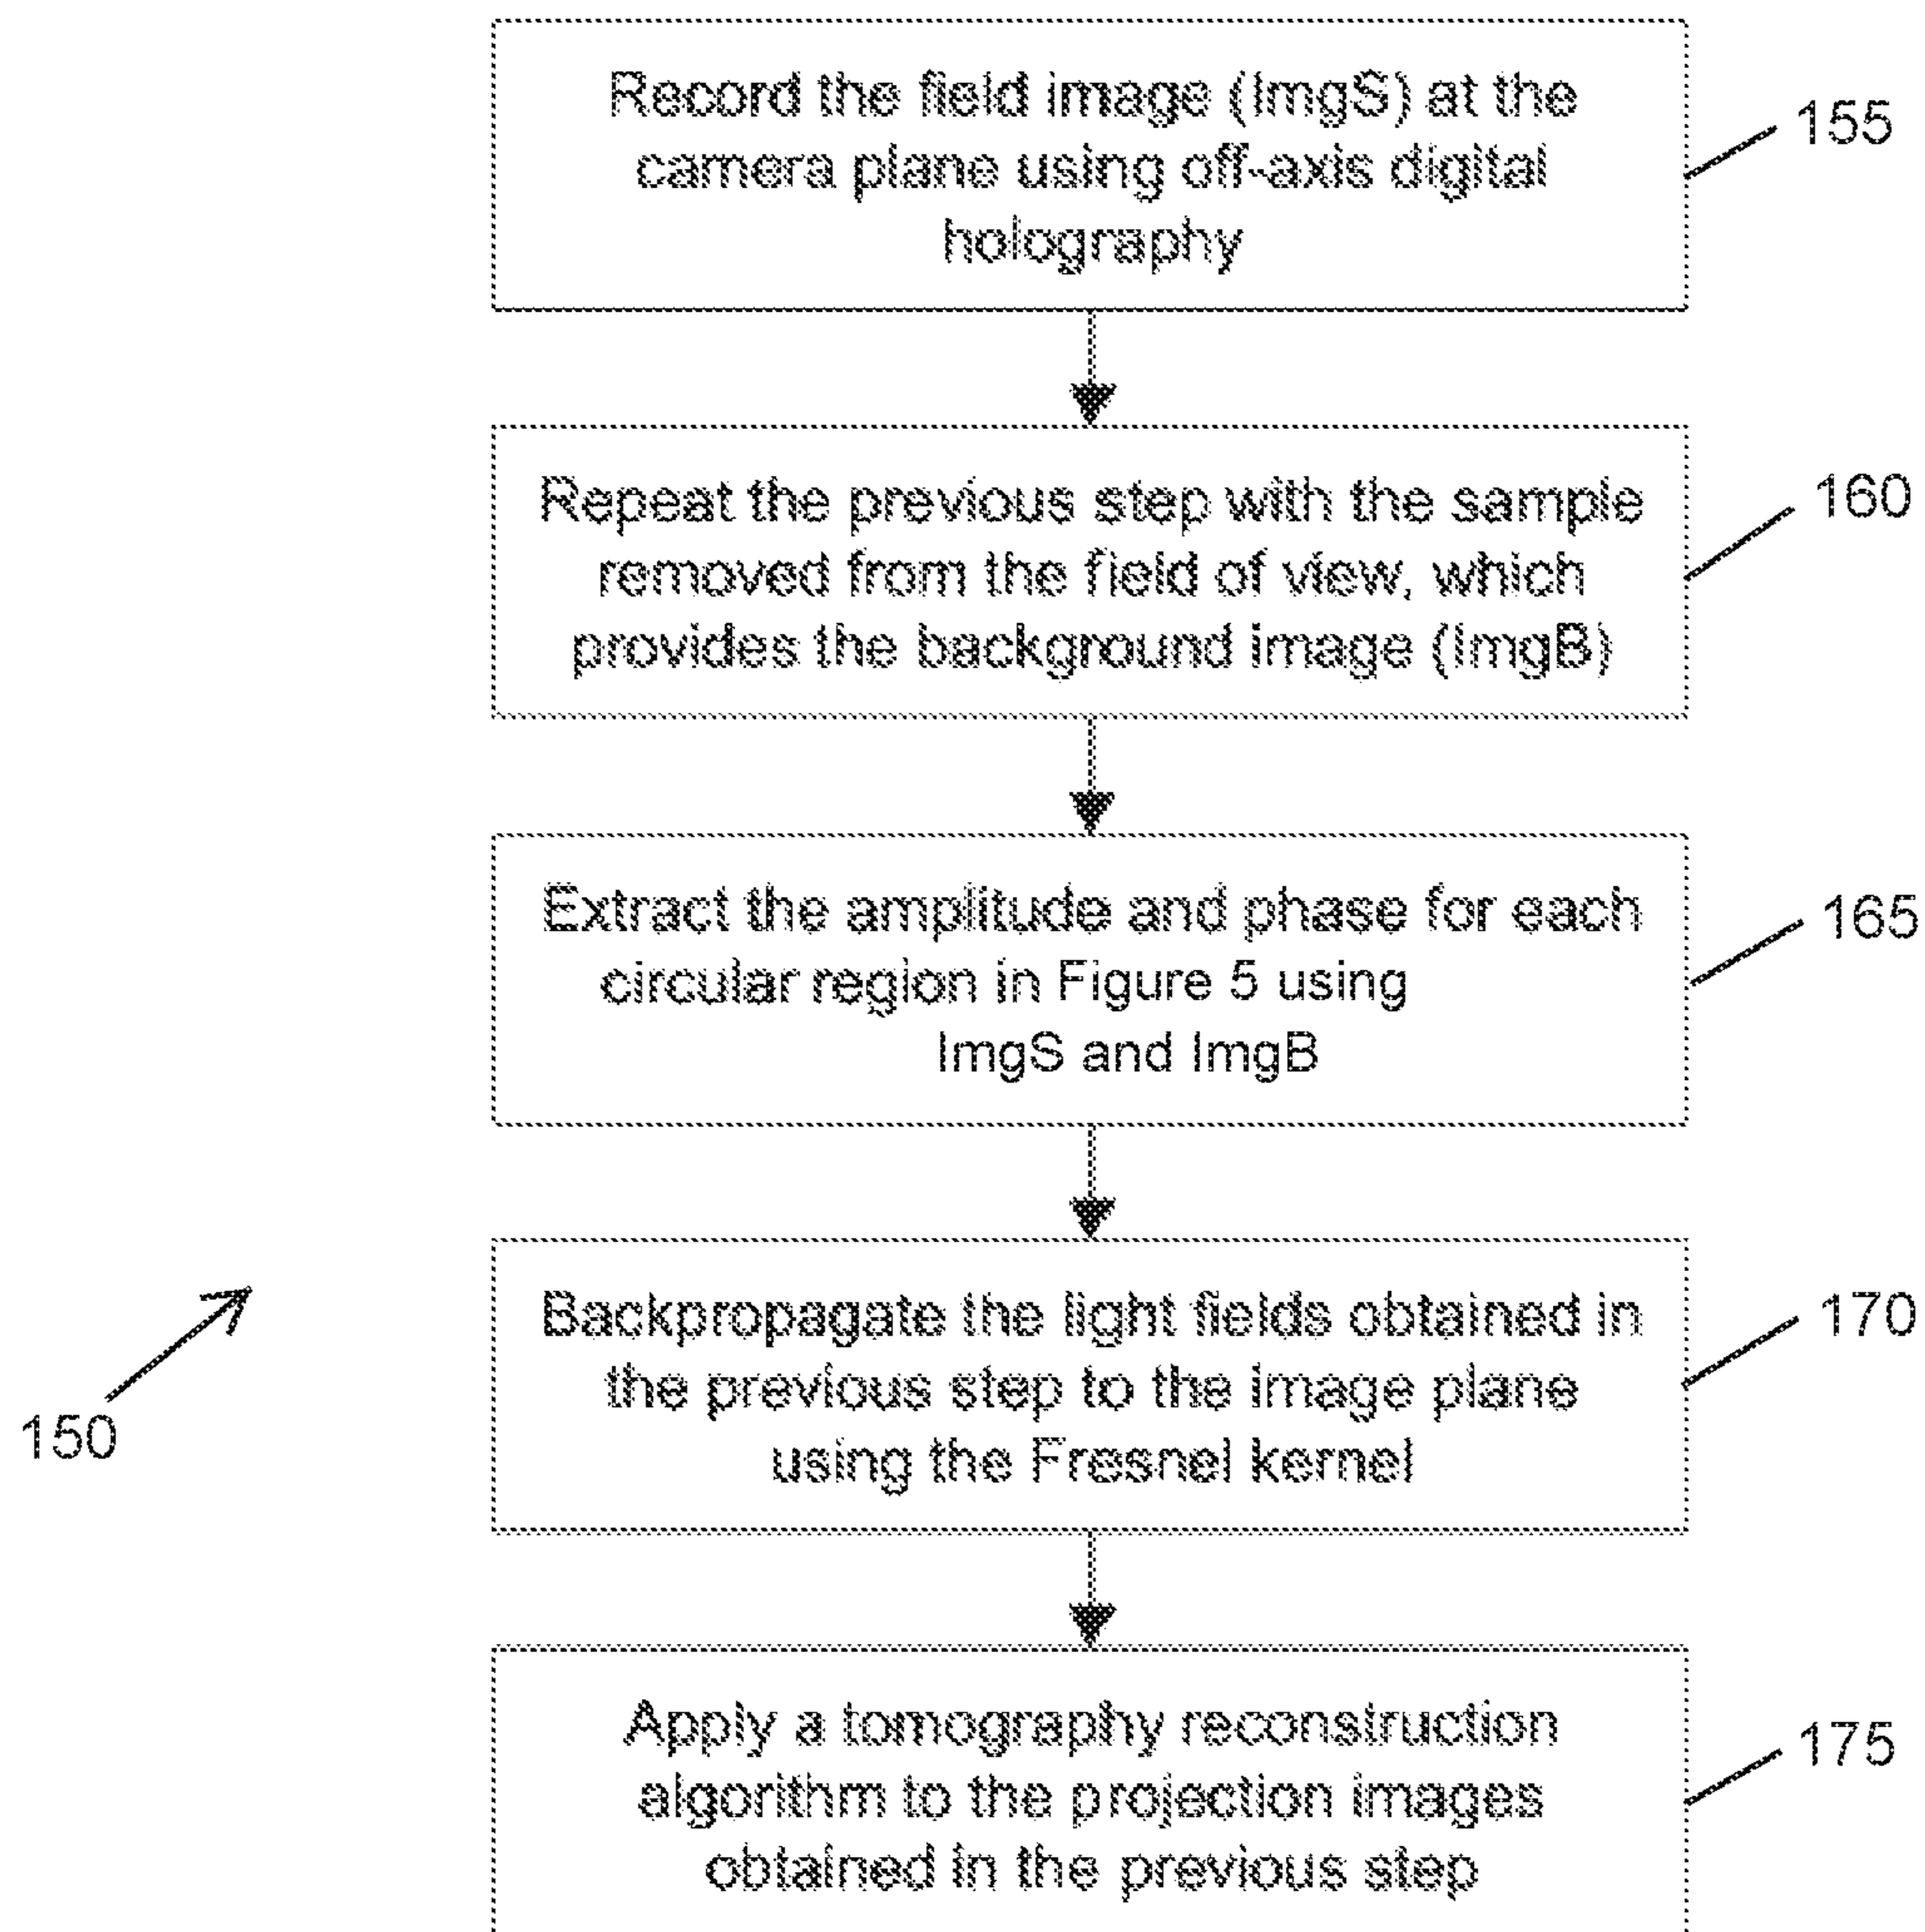 Record the field image (ImgS) at the
camera plane using off-axis digital
holography
155
Repeat the previous step with the sample
removed from the field of view, which
provides the background image (ImgB)
160
Extract the amplitude and phase for each
circular region in Figure 5 using
ImgS and ImgB
165
Backpropagate the light fields obtained in
the previous step to the image plane
using the Fresnel kernel
170
150
Apply a tomography reconstruction
algorithm to the projection images
obtained in the previous step
175